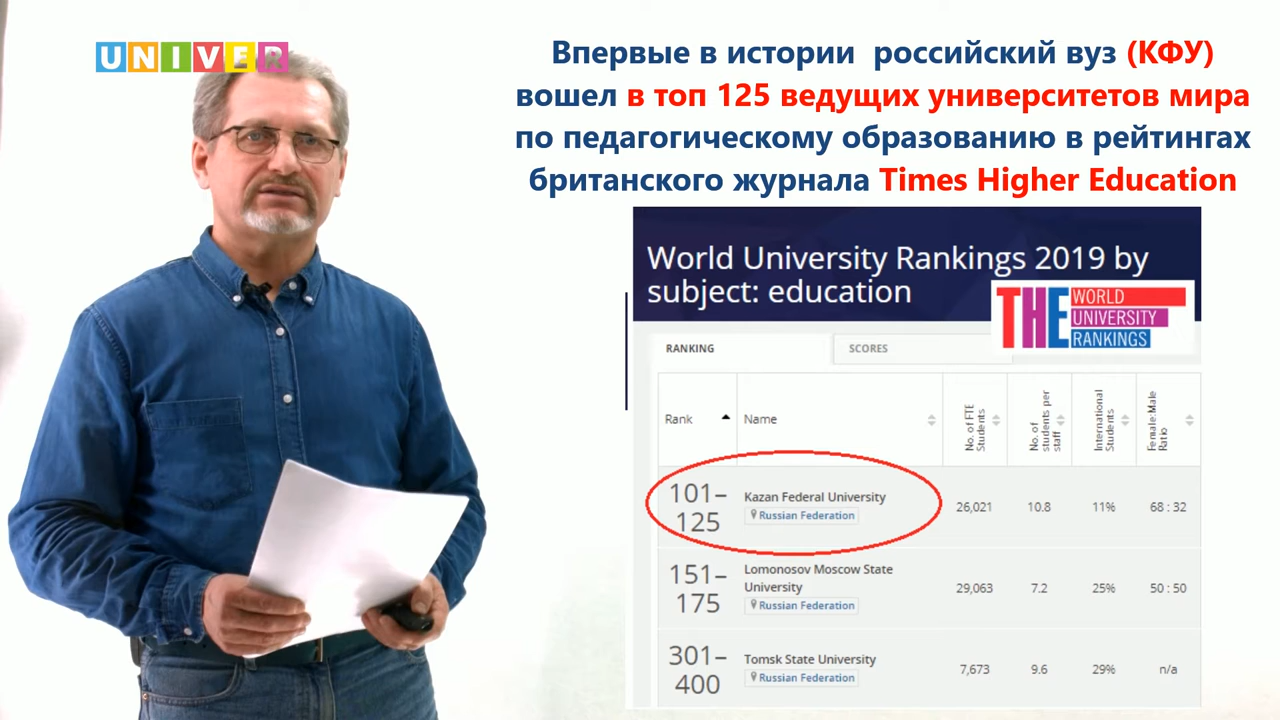 UNIVER
Впервые в истории российский вуз (КФУ)
вошел в топ 125 ведущих университетов мира
по педагогическому образованию в рейтингах
британского журнала Times Higher Education
World University Rankings 2019 by
subject: education
THE WORLD
UNIVERSITY
RANKINGS
RANKING
SCORES
Rank
Name
No. of FTE
Students
No. of
students per
staff
International
Students
Female:Male
Ratio
101–
125
Kazan Federal University
Russian Federation
26,021
10.8
11%
68 : 32
151–
175
Lomonosov Moscow State
University
Russian Federation
29,063
7.2
25%
50 : 50
301–
400
Tomsk State University
Russian Federation
7,673
9.6
29%
n/a